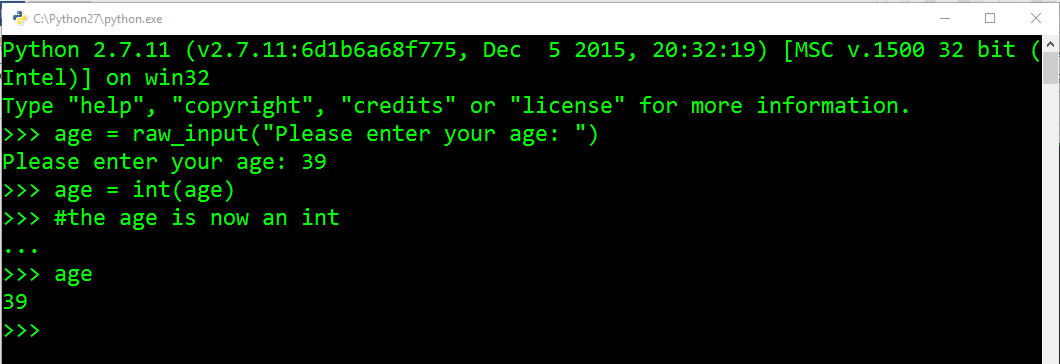 C:\Python27\python.exe
Python 2.7.11 (v2.7.11:6d1b6a68f775, Dec  5 2015, 20:32:19) [MSC v.1500 32 bit (
Intel)] on win32
Type "help", "copyright", "credits" or "license" for more information.
>>> age = raw_input("Please enter your age: ")
Please enter your age: 39
>>> age = int(age)
>>> #the age is now an int
...
>>> age
39
>>>